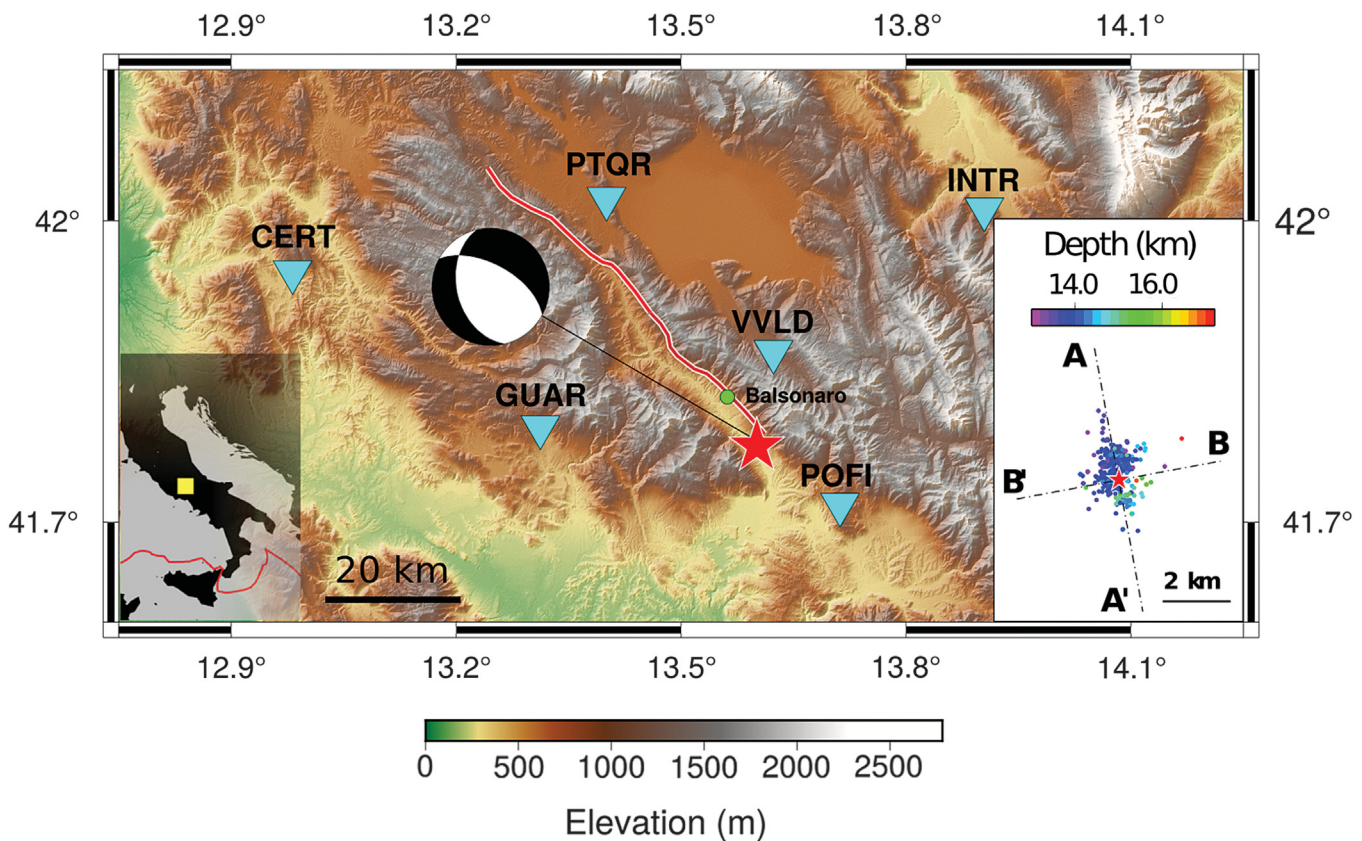 12.9° 13.2° 13.5° 13.8° 14.1°
PTQR
INTR
42° 42°
CERT
Depth (km)
14.0 16.0
VVLD
A
GUAR
Balsonaro
B
POFI
B'
41.7° 41.7°
20 km
2 km
A'
12.9° 13.2° 13.5° 13.8° 14.1°
0 500 1000 1500 2000 2500
Elevation (m)